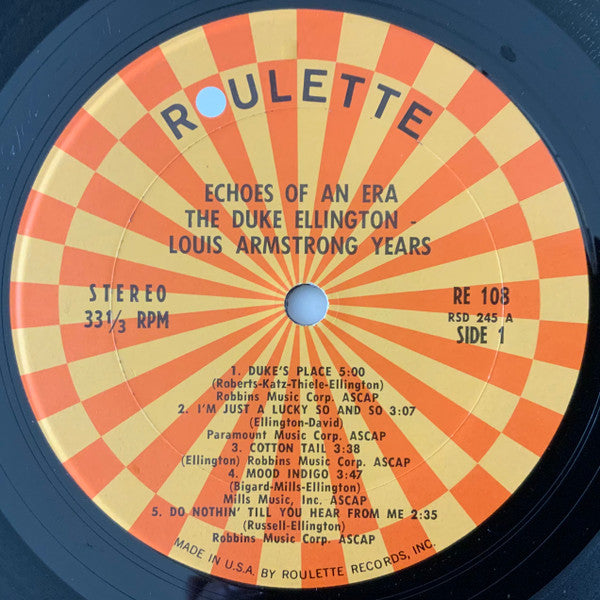 ROULETTE
ECHOES OF AN ERA
THE DUKE ELLINGTON -
LOUIS ARMSTRONG YEARS
STEREO
33 1/3 RPM
RE 108
RSD 245 A
SIDE 1
1. DUKE'S PLACE 5:00
(Roberts-Katz-Thiele-Ellington)
Robbins Music Corp. ASCAP
2. I'M JUST A LUCKY SO AND SO 3:07
(Ellington-David)
Paramount Music Corp. ASCAP
3. COTTON TAIL 3:38
(Ellington) Robbins Music Corp. ASCAP
4. MOOD INDIGO 3:47
(Bigard-Mills-Ellington)
Mills Music, Inc. ASCAP
5. DO NOTHIN' TILL YOU HEAR FROM ME 2:35
(Russell-Ellington)
Robbins Music Corp. ASCAP
MADE IN U.S.A. BY ROULETTE RECORDS, INC.